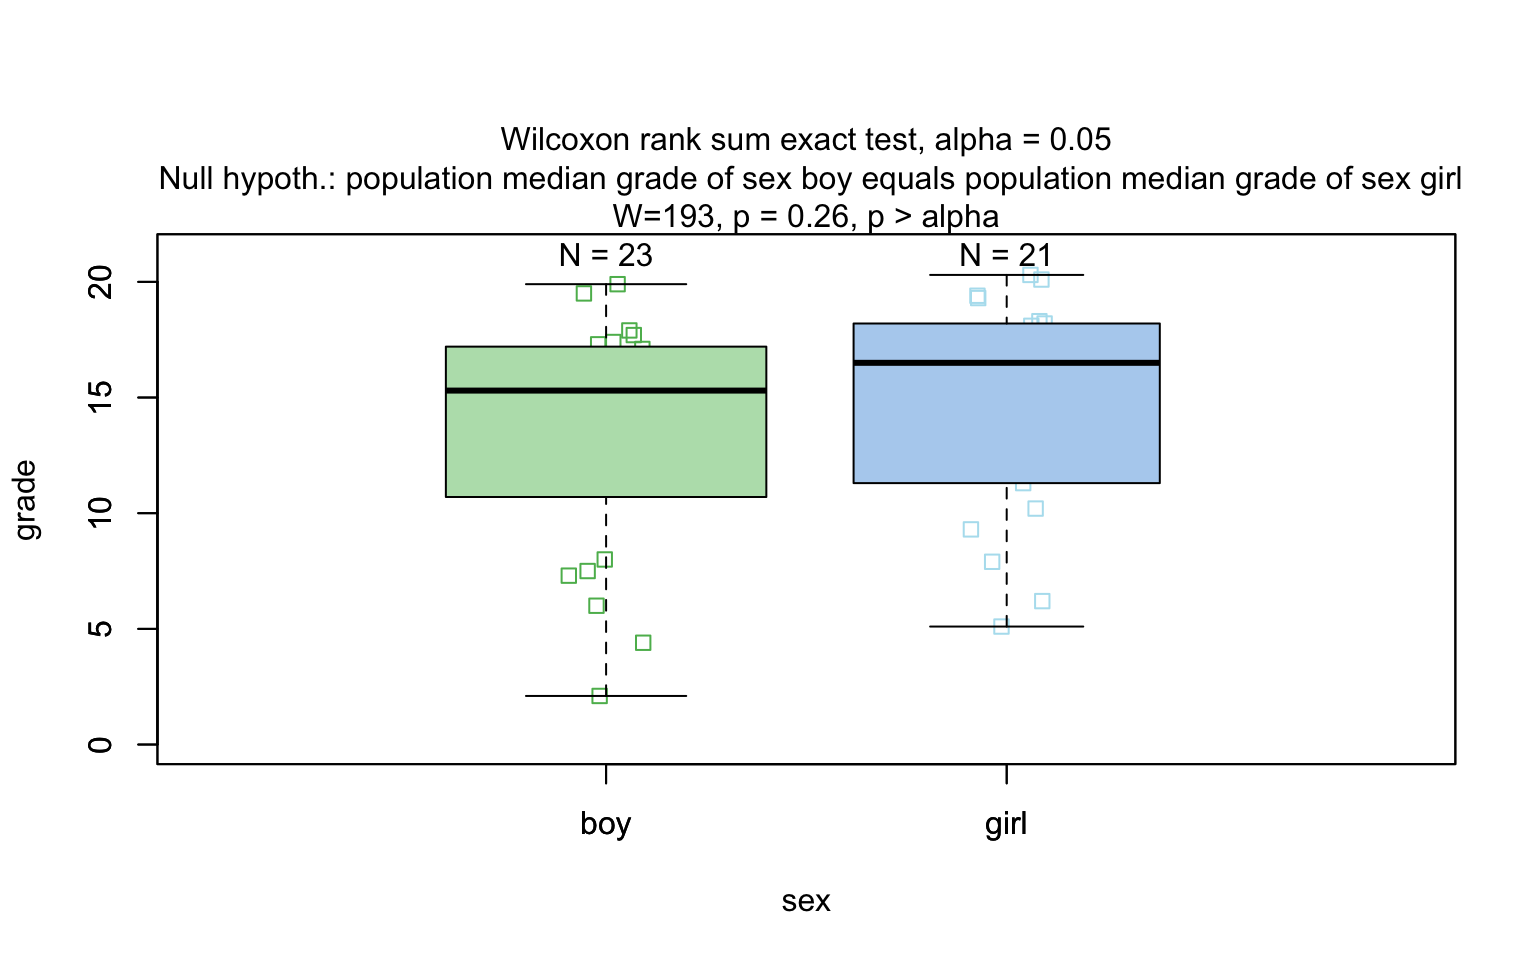 Wilcoxon rank sum exact test, alpha = 0.05
Null hypoth.: population median grade of sex boy equals population median grade of sex girl
W=193, p = 0.26, p > alpha
N = 23 N = 21
20
15
10
5
0
grade
boy girl
sex